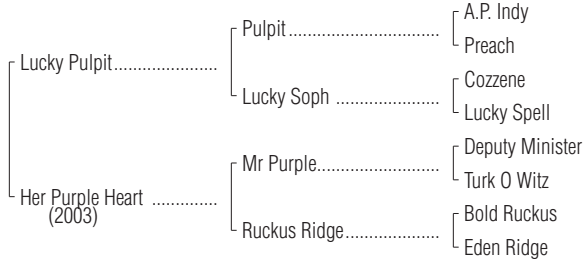 A.P. Indy
Pulpit
Preach
Lucky Pulpit
Cozzene
Lucky Soph
Lucky Spell
Deputy Minister
Mr Purple
Turk O Witz
Her Purple Heart
(2003)
Bold Ruckus
Ruckus Ridge
Eden Ridge